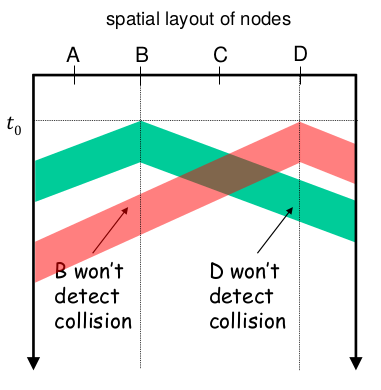 spatial layout of nodes
A B C D
t0
B won't
detect
collision
D won't
detect
collision